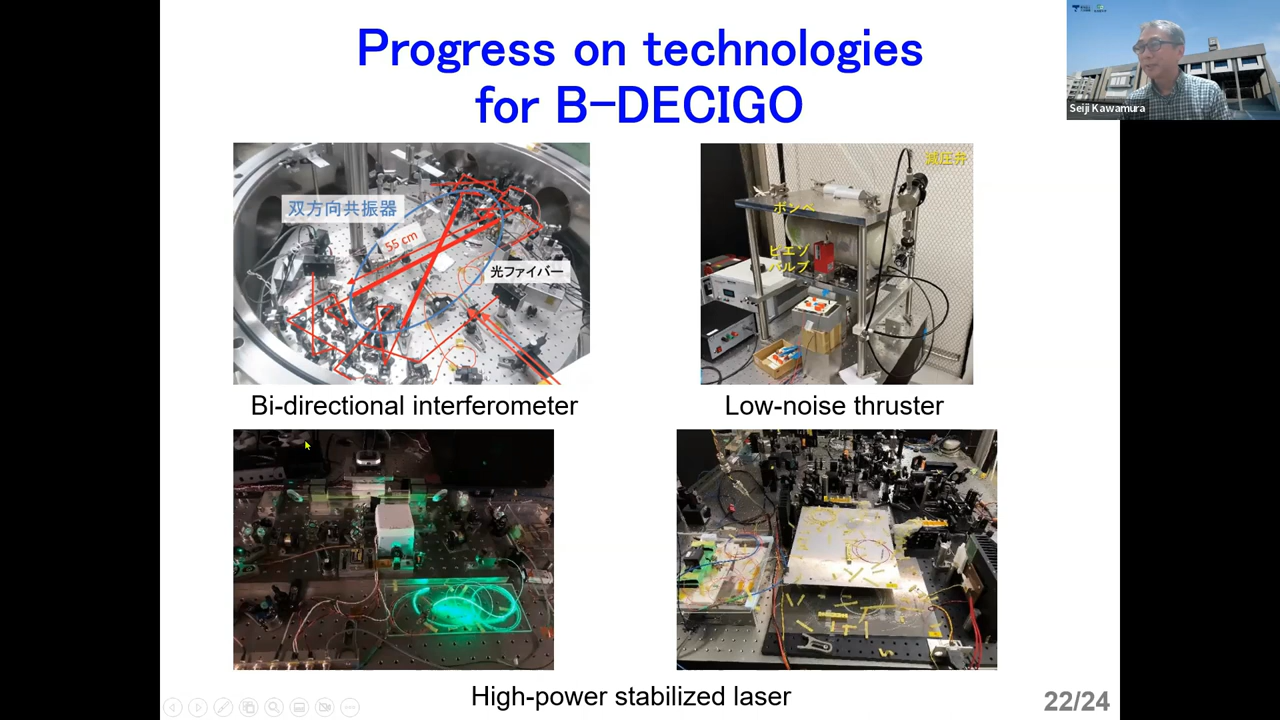 Progress on technologies
for B-DECIGO
Seiji Kawamura
双方向共振器
55 cm
光ファイバー
減圧弁
ボンベ
ピエゾ
バルブ
Bi-directional interferometer
Low-noise thruster
High-power stabilized laser
22/24